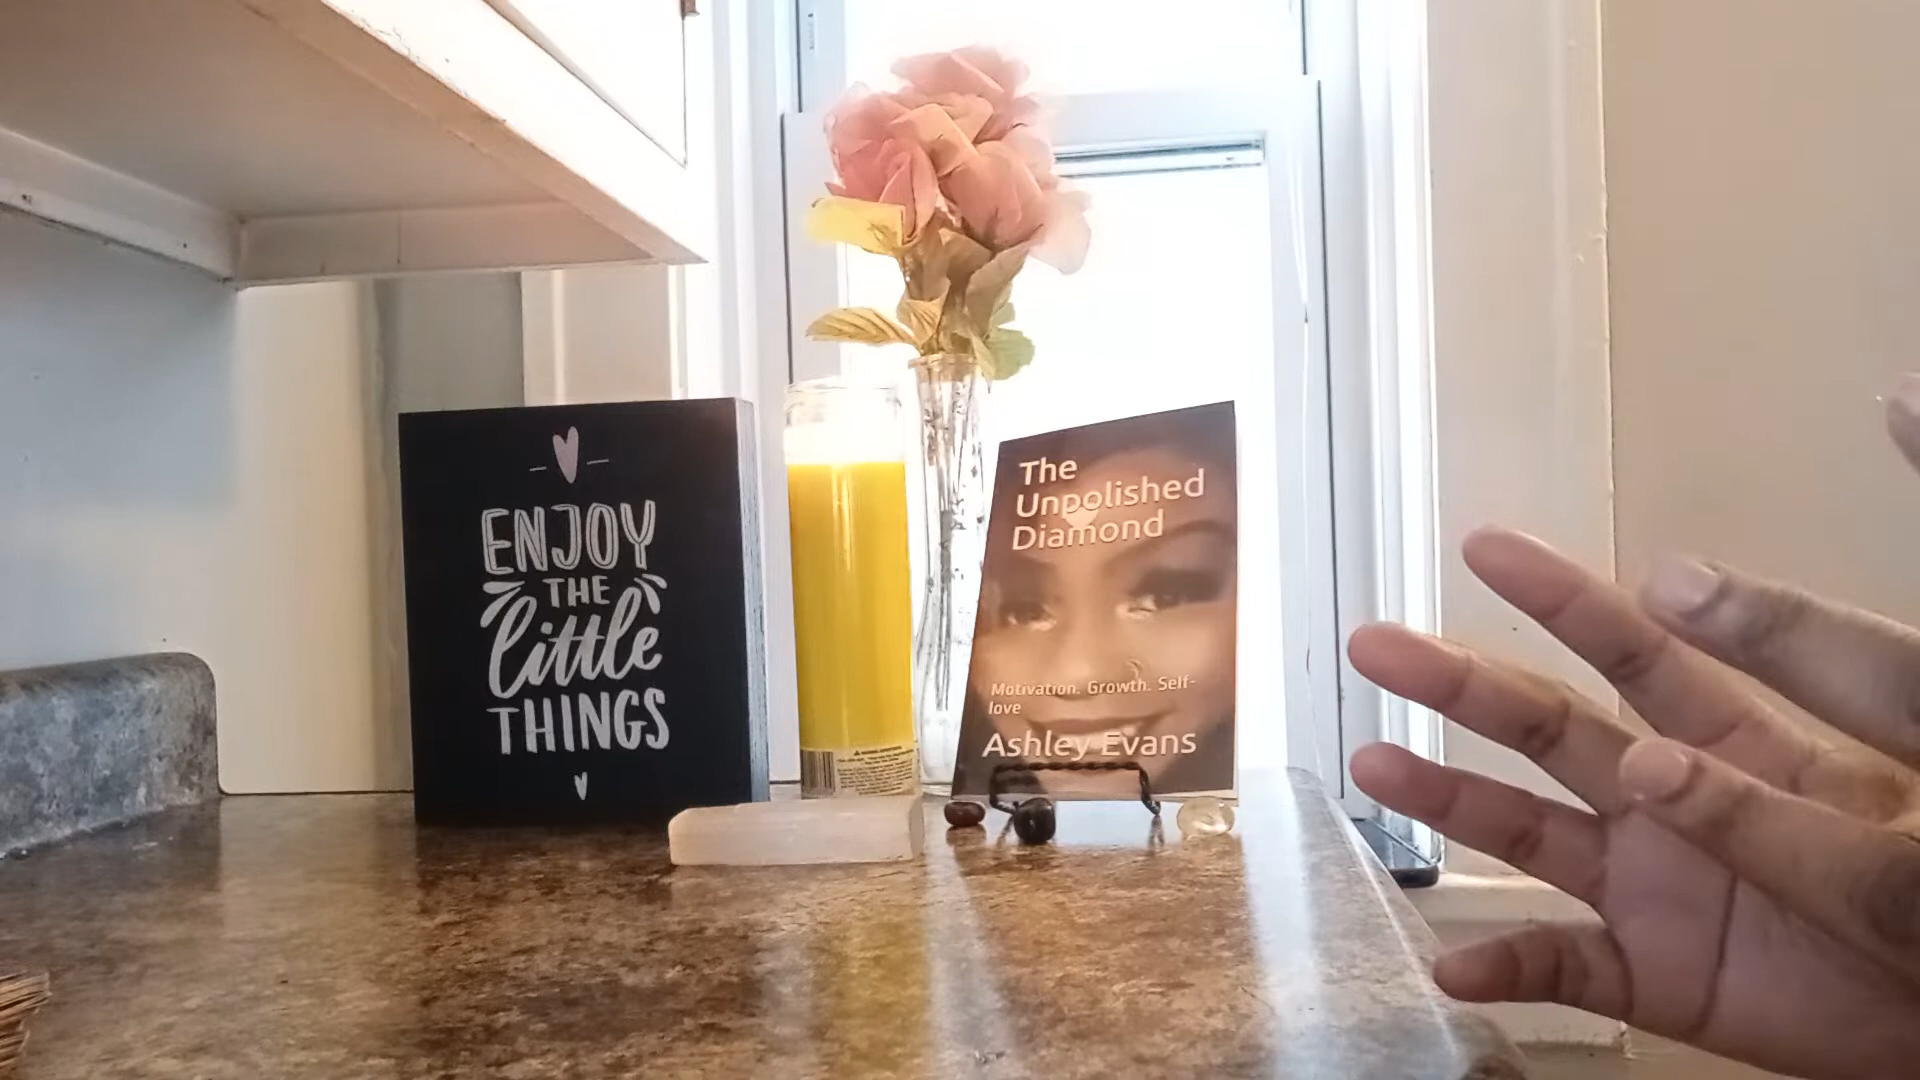 ENJOY
THE
little
THINGS
The
Unpolished
Diamond
Motivation. Growth. Self-
love
Ashley Evans